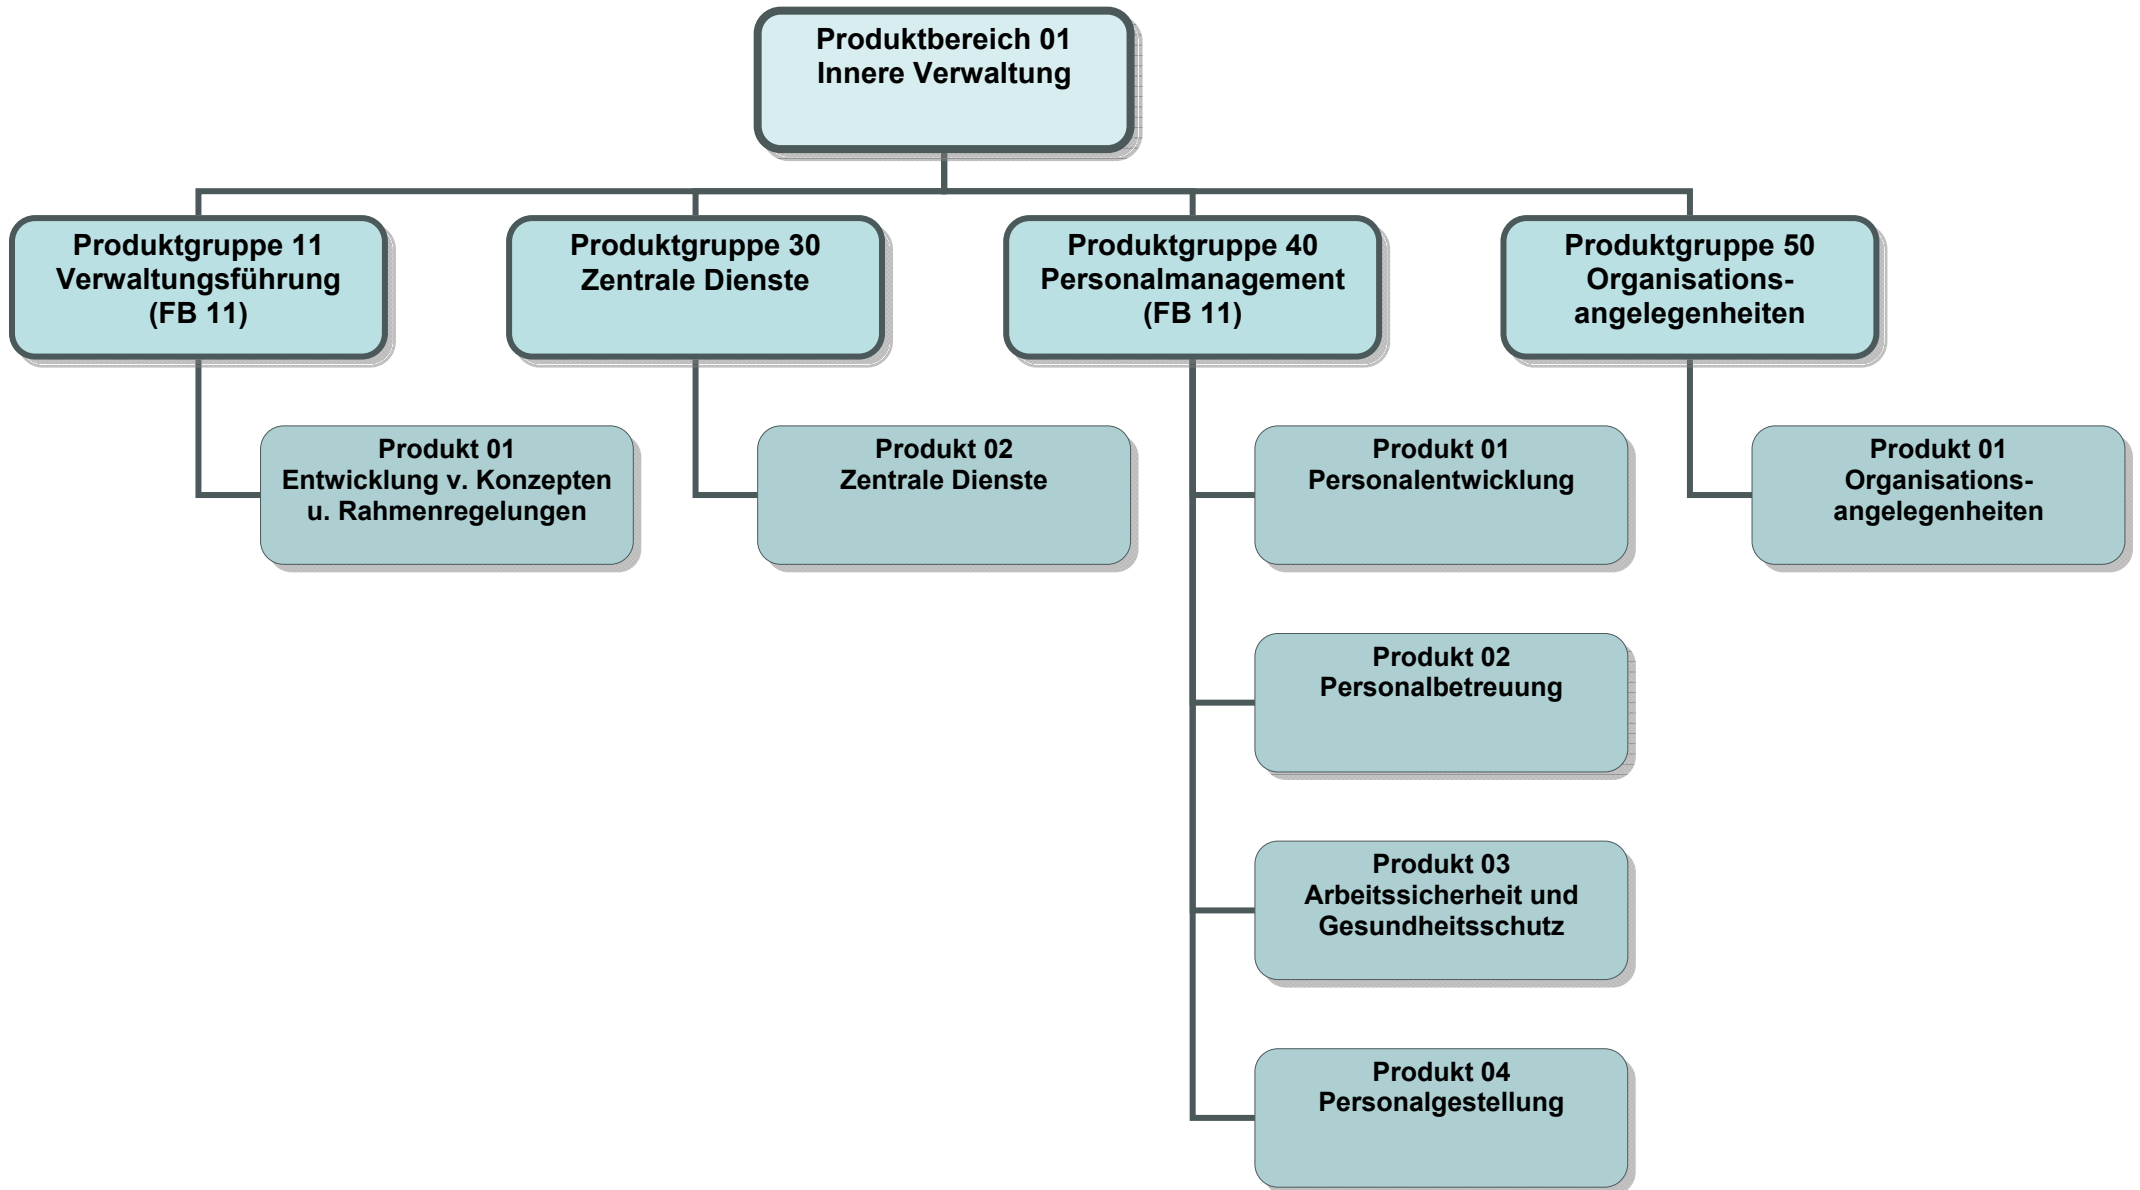 Produktbereich 01
Innere Verwaltung
Produktgruppe 11
Verwaltungsführung
(FB 11)
Produktgruppe 30
Zentrale Dienste
Produktgruppe 40
Personalmanagement
(FB 11)
Produktgruppe 50
Organisations-
angelegenheiten
Produkt 01
Entwicklung v. Konzepten
u. Rahmenregelungen
Produkt 02
Zentrale Dienste
Produkt 01
Personalentwicklung
Produkt 01
Organisations-
angelegenheiten
Produkt 02
Personalbetreuung
Produkt 03
Arbeitssicherheit und
Gesundheitsschutz
Produkt 04
Personalgestellung